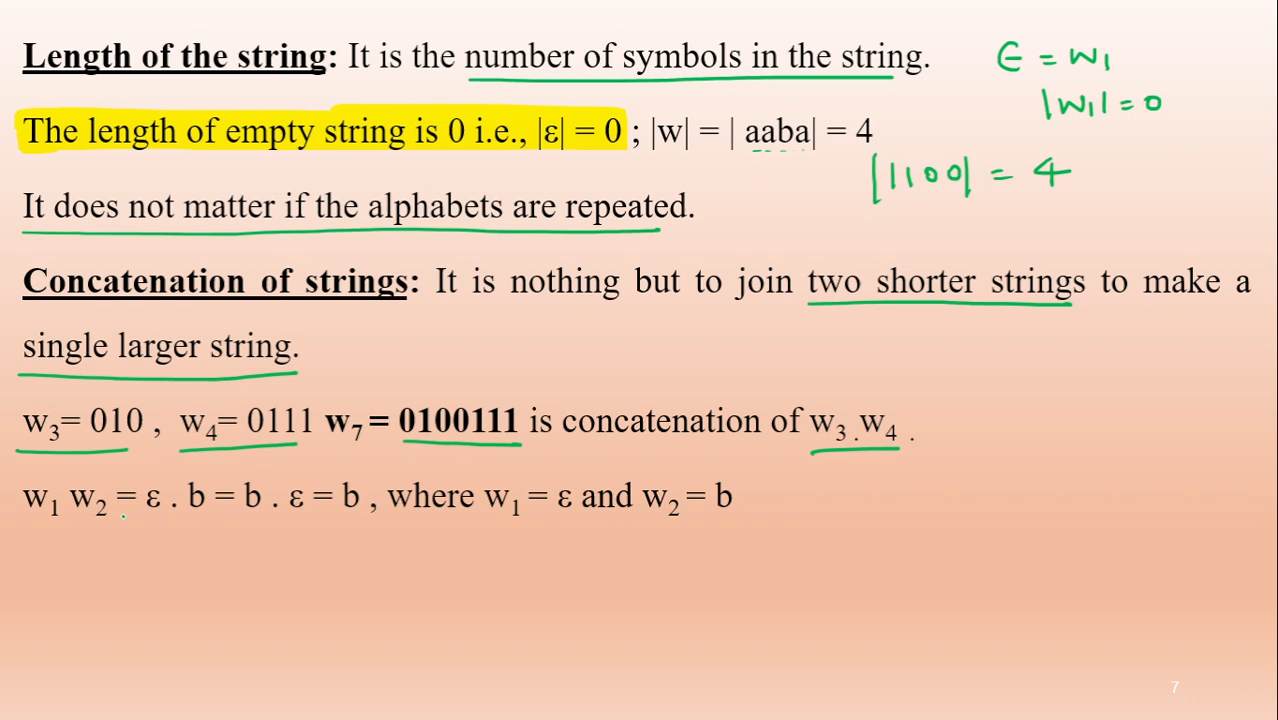 Length of the string: It is the number of symbols in the string.
ϵ = w₁
|w₁| = 0
The length of empty string is 0 i.e., |ε| = 0 ; |w| = | aaba| = 4
|1100| = 4
It does not matter if the alphabets are repeated.
Concatenation of strings: It is nothing but to join two shorter strings to make a
single larger string.
w₃= 010 , w₄= 0111 w₇ = 0100111 is concatenation of w₃ . w₄ .
w₁ w₂ = ε . b = b . ε = b , where w₁ = ε and w₂ = b
7